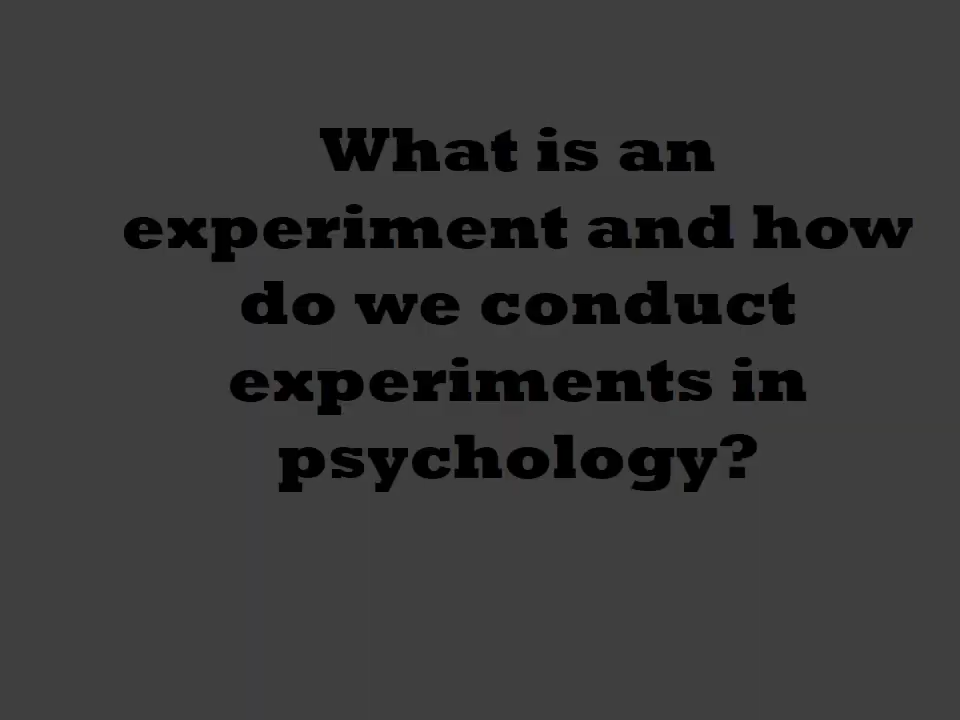 What is an
experiment and how
do we conduct
experiments in
psychology?